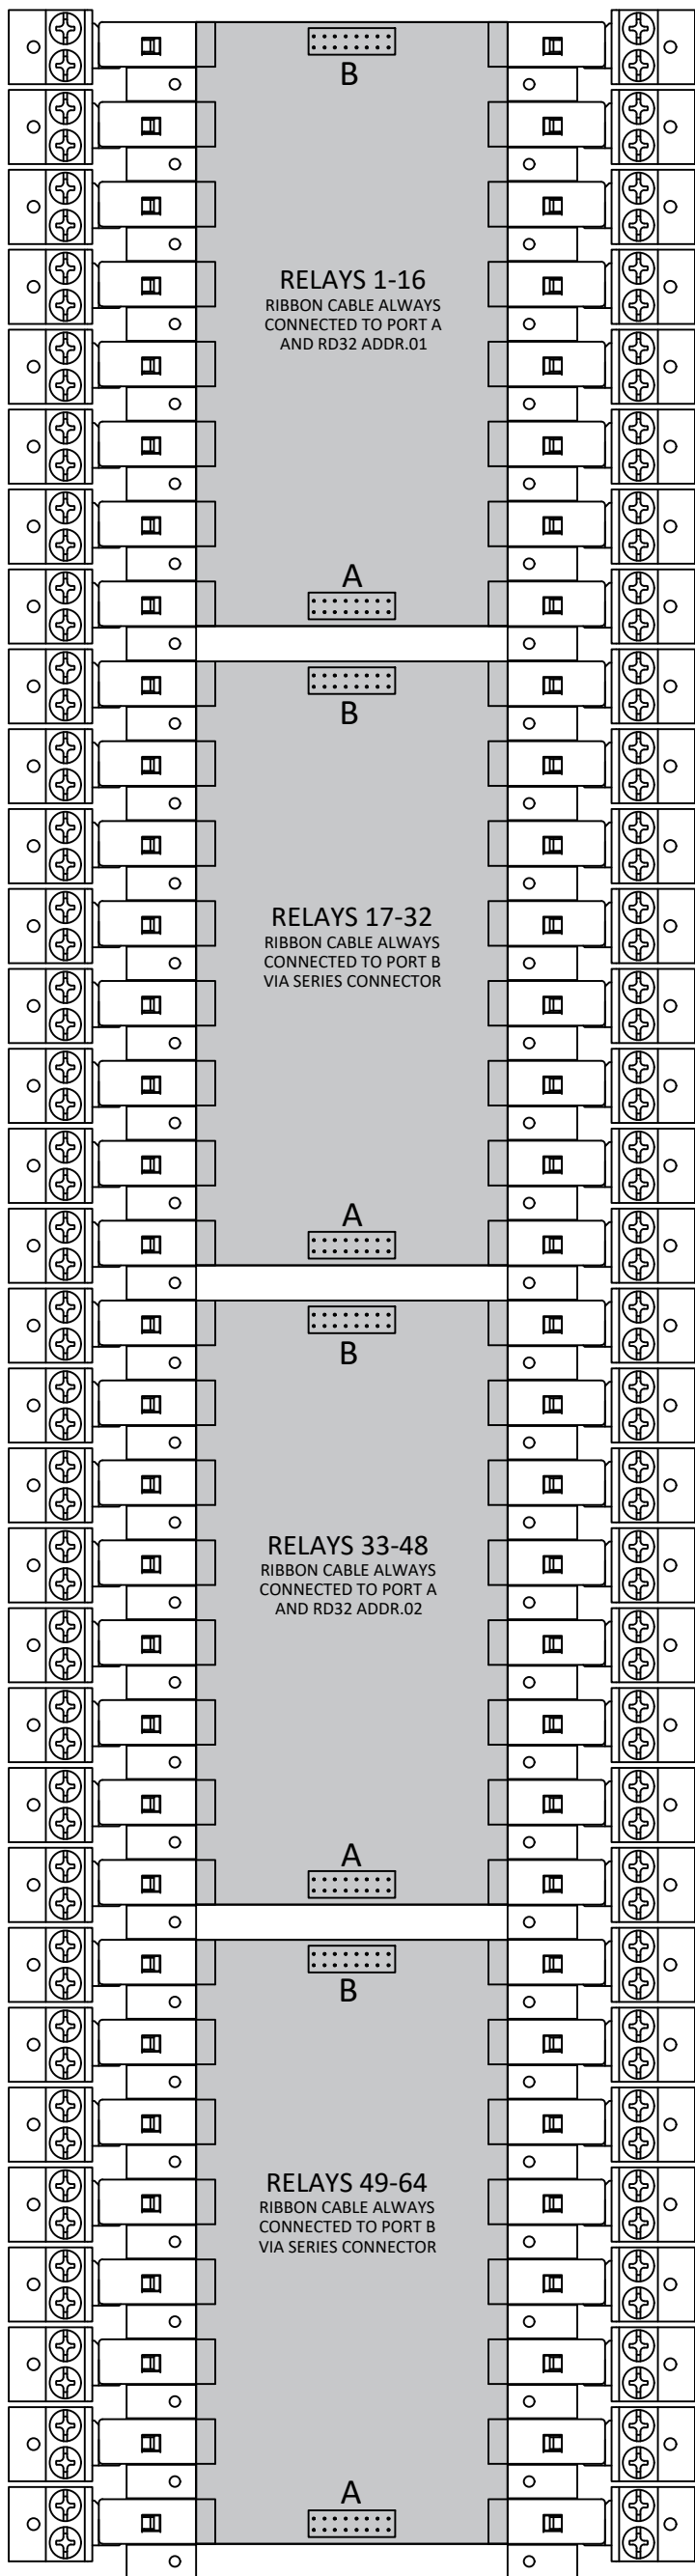 B
RELAYS 1-16
RIBBON CABLE ALWAYS
CONNECTED TO PORT A
AND RD32 ADDR.01
A
B
RELAYS 17-32
RIBBON CABLE ALWAYS
CONNECTED TO PORT B
VIA SERIES CONNECTOR
A
B
RELAYS 33-48
RIBBON CABLE ALWAYS
CONNECTED TO PORT A
AND RD32 ADDR.02
A
B
RELAYS 49-64
RIBBON CABLE ALWAYS
CONNECTED TO PORT B
VIA SERIES CONNECTOR
A